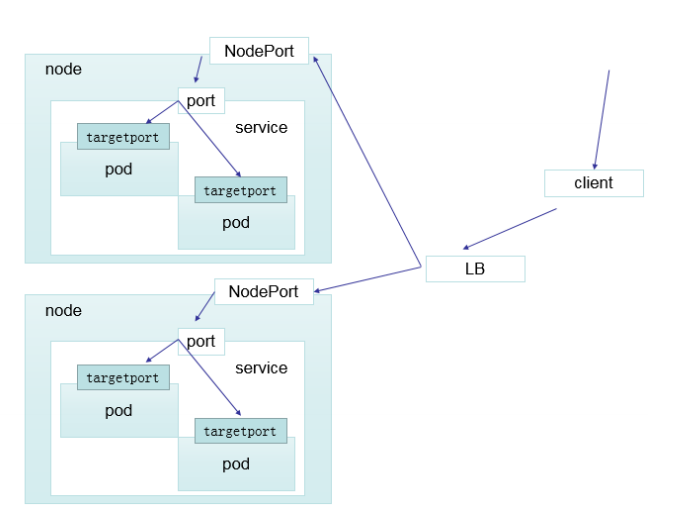 NodePort
node
port
service
targetport
pod
targetport
pod
client
LB
NodePort
node
port
service
targetport
pod
targetport
pod